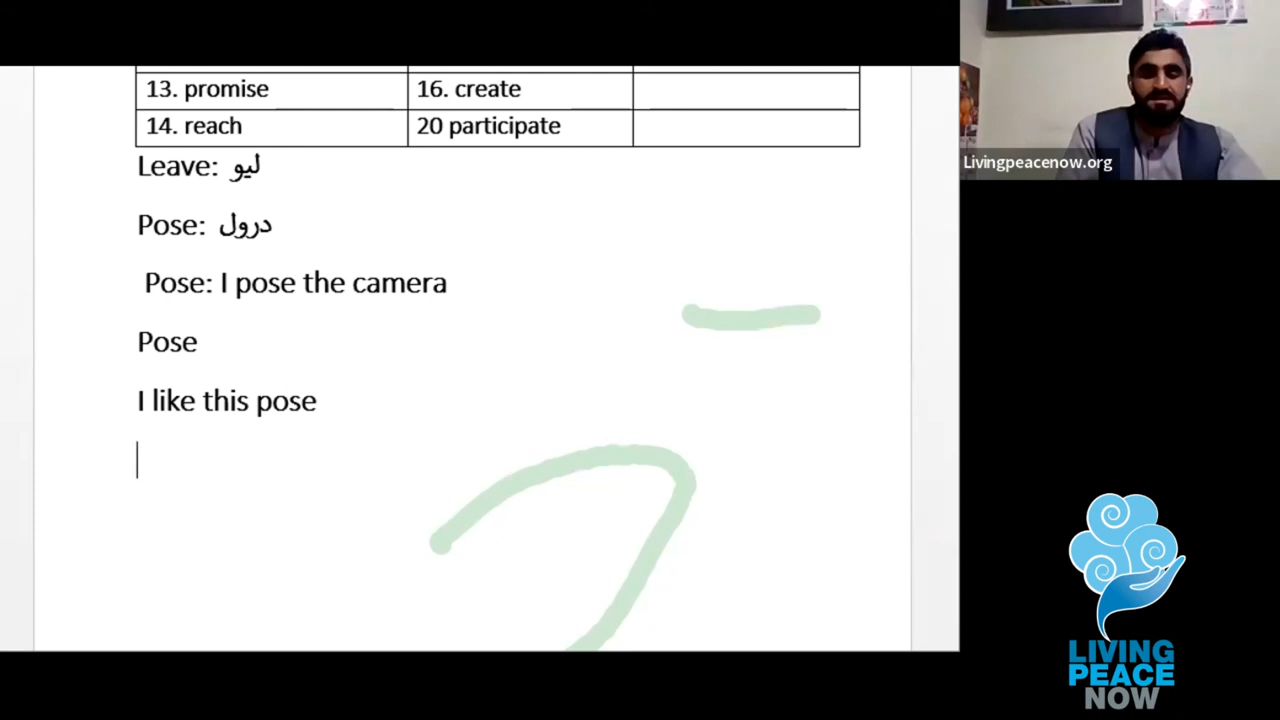 13. promise 16. create
14. reach 20 participate
Leave: لیو
Pose: درول
Pose: I pose the camera
Pose
I like this pose
Livingpeacenow.org
LIVING
PEACE
NOW